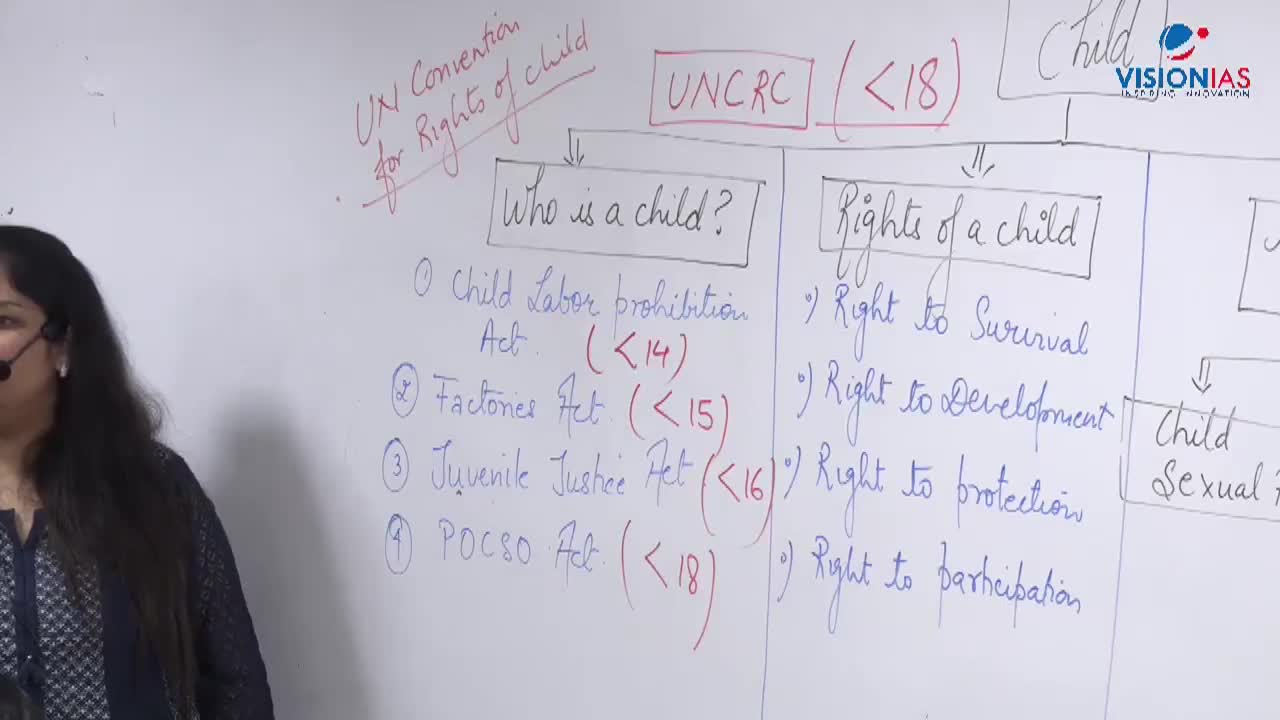 UN Convention
for Rights of child
UNCRC (<18)
Child
VISIONIAS
INSPIRING INNOVATION
Who is a child?
① Child Labor prohibition
Act. (<14)
② Factories Act. (<15)
③ Juvenile Justice Act (<16)
④ POCSO Act. (<18)
Rights of a child
Right to Survival
Right to Development
Right to protection
Right to participation
Child
Sexual